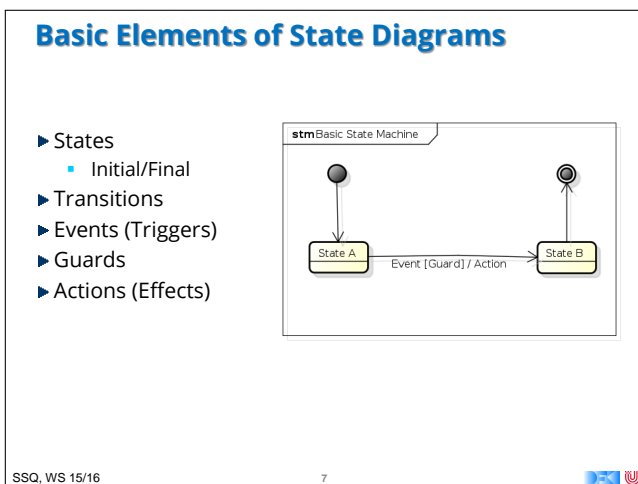 Basic Elements of State Diagrams
States
Initial/Final
Transitions
Events (Triggers)
Guards
Actions (Effects)
stm Basic State Machine
State A
Event [Guard] / Action
State B
SSQ, WS 15/16
7